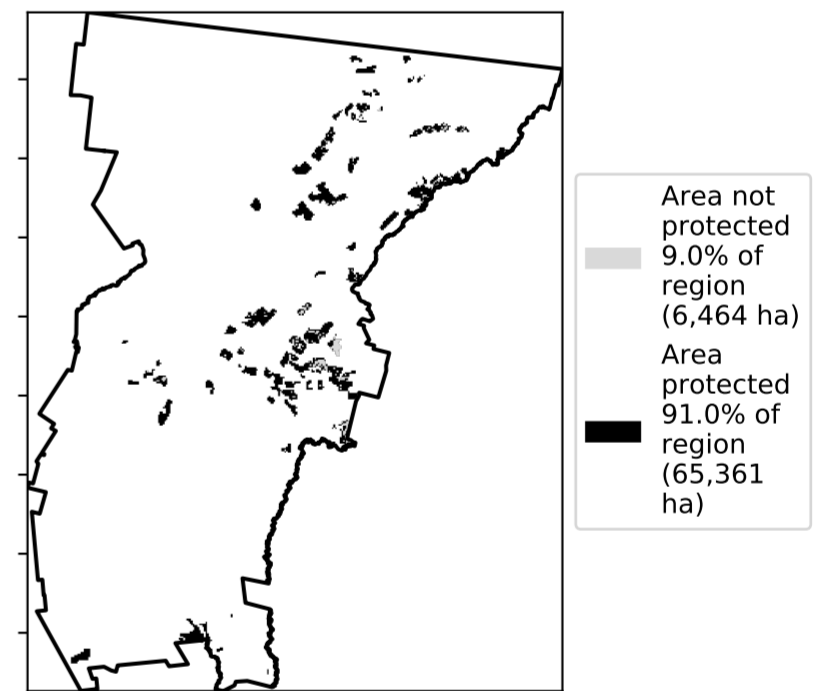 Area not
protected
9.0% of
region
(6,464 ha)
Area
protected
91.0% of
region
(65,361
ha)